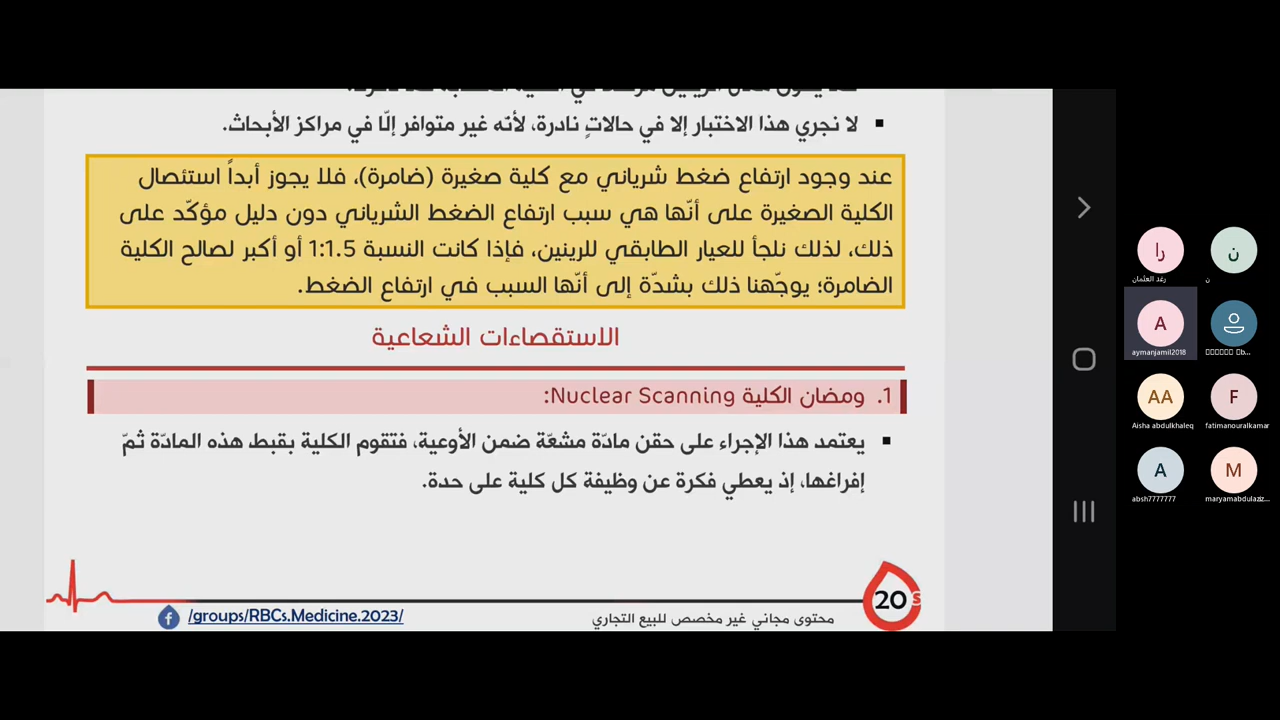 لا نجري هذا الاختبار إلا في حالاتٍ نادرة، لأنّه غير متوافر إلّا في مراكز الأبحاث.
عند وجود ارتفاع ضغط شرياني مع كلية صغيرة (ضامرة)، فلا يجوز أبداً استئصال
الكلية الصغيرة على أنّها هي سبب ارتفاع الضغط الشرياني دون دليل مؤكّد على
ذلك، لذلك نلجأ للعيار الطابقي للرينين، فإذا كانت النسبة 1:1.5 أو أكبر لصالح الكلية
الضامرة؛ يوجّهنا ذلك بشدّة إلى أنّها السبب في ارتفاع الضغط.
الاستقصاءات الشعاعية
1. ومضان الكلية Nuclear Scanning:
يعتمد هذا الإجراء على حقن مادّة مشعّة ضمن الأوعية، فتقوم الكلية بقبط هذه المادّة ثمّ
إفراغها، إذ يعطي فكرة عن وظيفة كل كلية على حدة.
20
محتوى مجاني غير مخصص للبيع التجاري
/groups/RBCs.Medicine.2023/
را
رغد العثمان
ن
ن
A
aymanjamil2018
AA
Aisha abdulkhaleq
F
fatimanouralkamar
A
absh7777777
M
maryamabdulaziz...